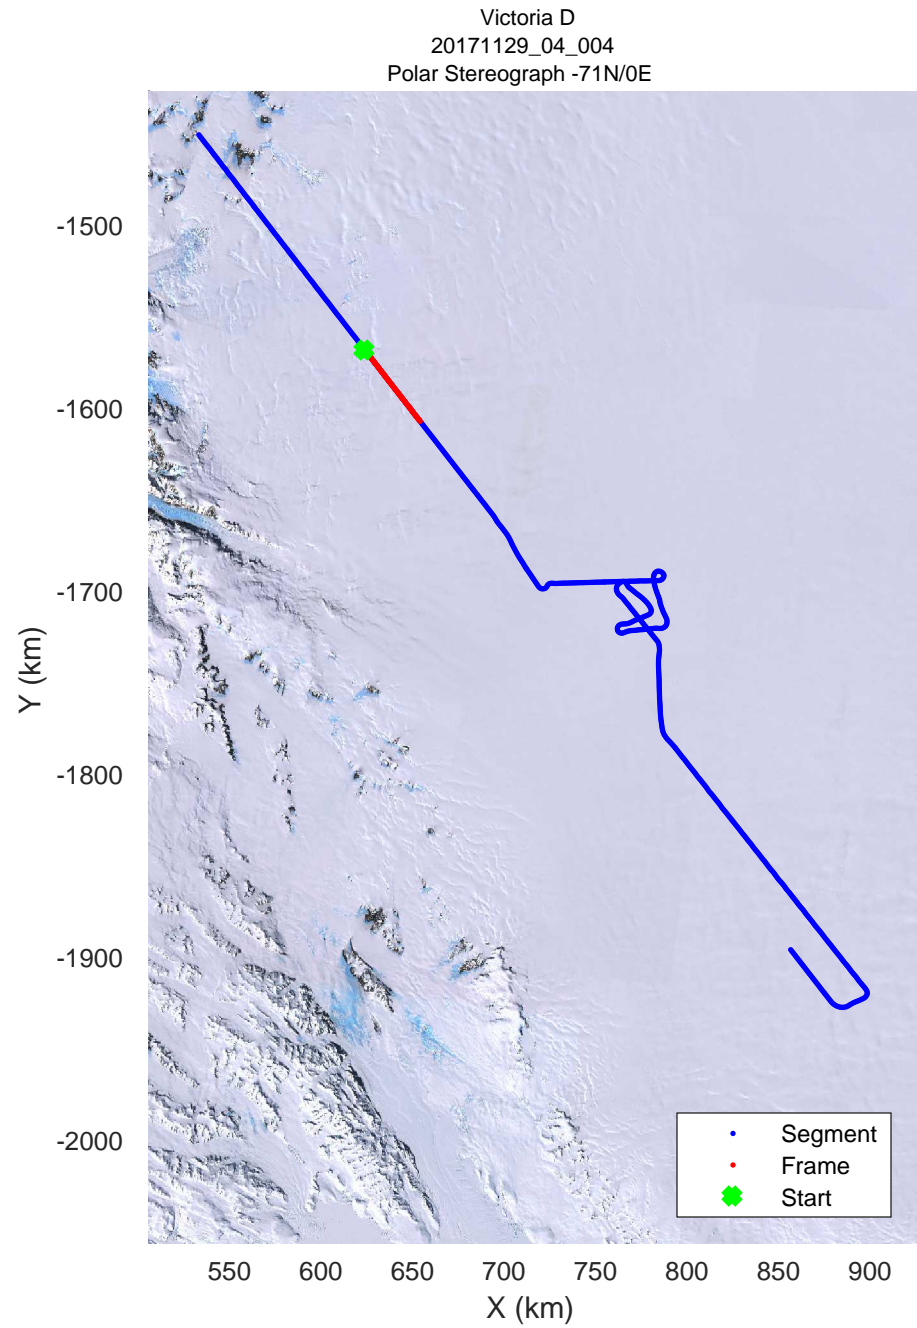 Victoria D
20171129_04_004
Polar Stereograph -71N/0E
-1500
-1600
-1700
-1800
-1900
-2000
Y (km)
550
600
650
700
750
800
850
900
X (km)
Segment
Frame
Start